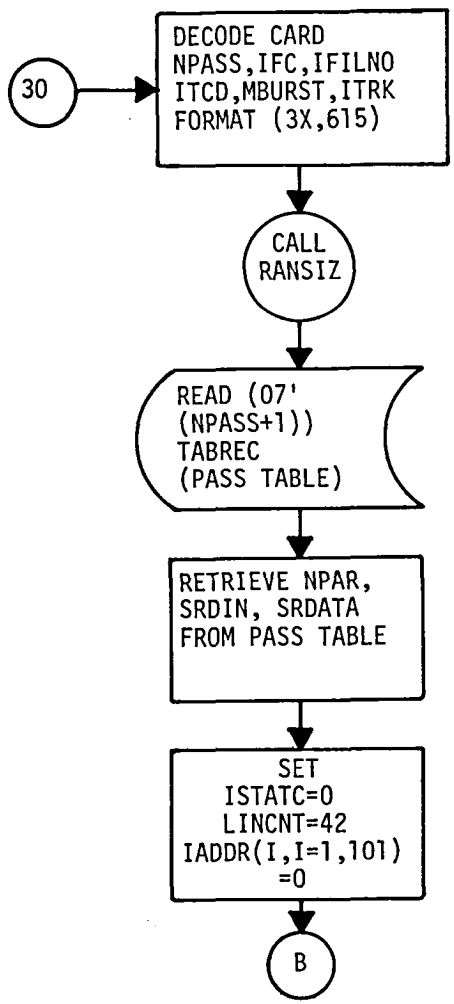 30
DECODE CARD
NPASS,IFC,IFILNO
ITCD,MBURST,ITRK
FORMAT (3X,6I5)
CALL
RANSIZ
READ (07'
(NPASS+1))
TABREC
(PASS TABLE)
RETRIEVE NPAR,
SRDIN, SRDATA
FROM PASS TABLE
SET
ISTATC=0
LINCNT=42
IADDR(I,I=1,101)
=0
B